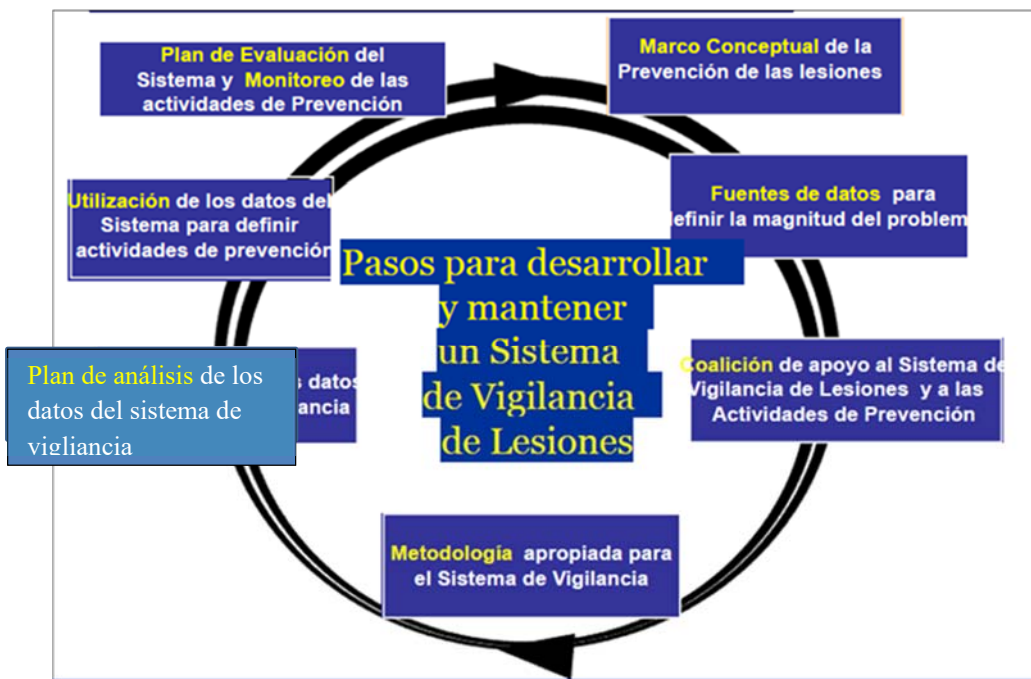 Plan de Evaluación del
Sistema y Monitoreo de las
actividades de Prevención
Marco Conceptual de la
Prevención de las lesiones
Fuentes de datos para
efinir la magnitud del problem
Coalición de apoyo al Sistema de
Vigilancia de Lesiones y a las
Actividades de Prevención
Metodología apropiada para
el Sistema de Vigilancia
Plan de análisis de los
datos del sistema de
vigliancia
s datos
ancia
Utilización de los datos del
Sistema para definir
actividades de prevención
Pasos para desarrollar
y mantener
un Sistema
de Vigilancia
de Lesiones